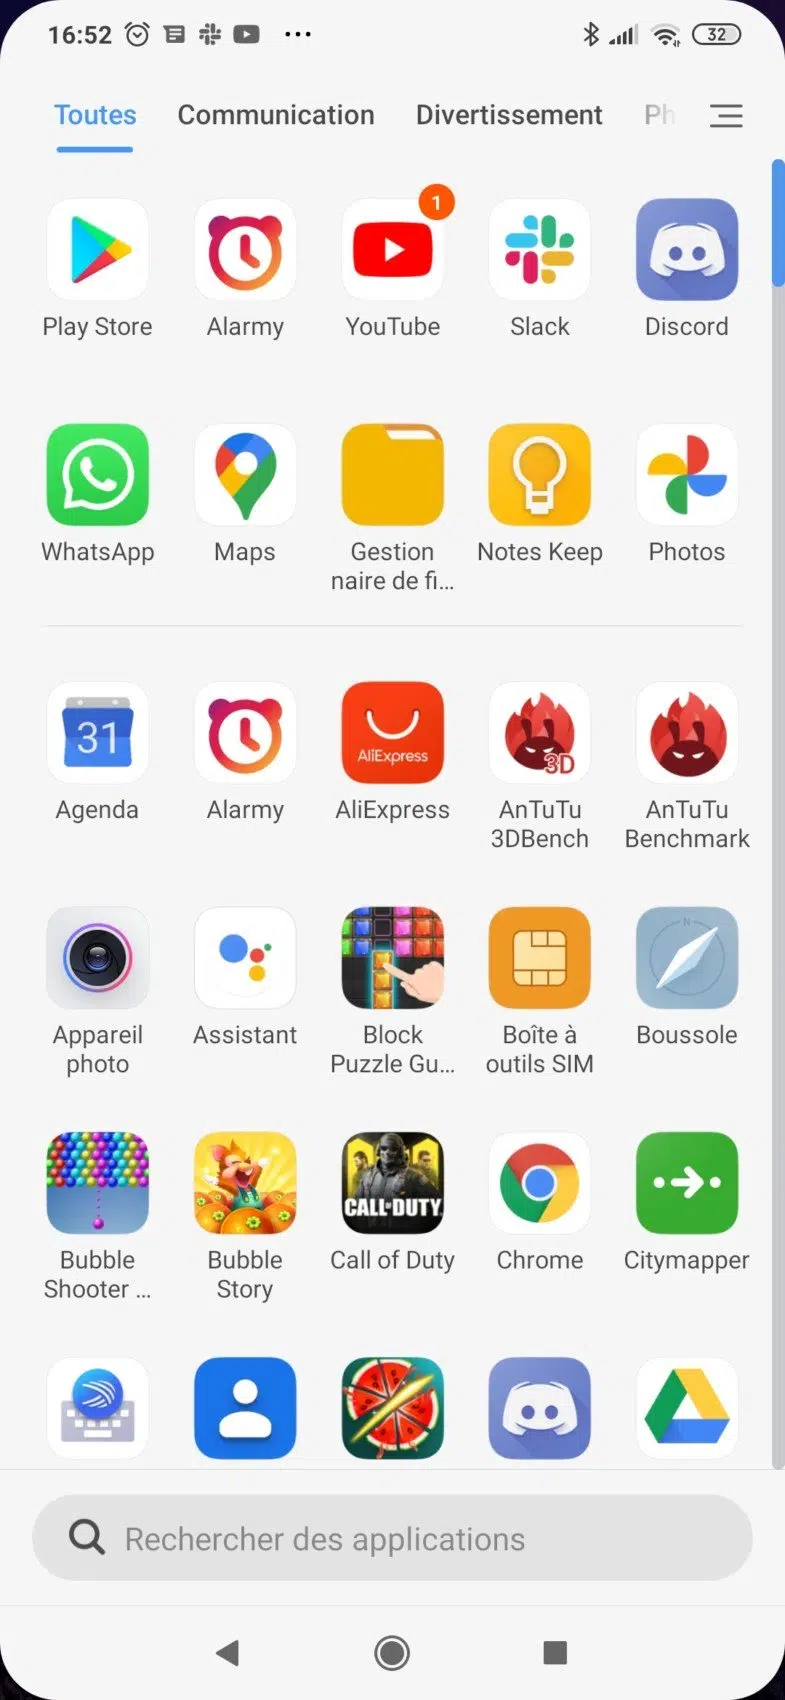 16:52 32
Toutes Communication Divertissement Ph
1
Play Store Alarmy YouTube Slack Discord
WhatsApp Maps Gestion Notes Keep Photos
naire de fi...
31 AliExpress 3D
Agenda Alarmy AliExpress AnTuTu AnTuTu
3DBench Benchmark
N
Appareil Assistant Block Boîte à Boussole
photo Puzzle Gu... outils SIM
CALL OF DUTY
Bubble Bubble Call of Duty Chrome Citymapper
Shooter ... Story
Rechercher des applications